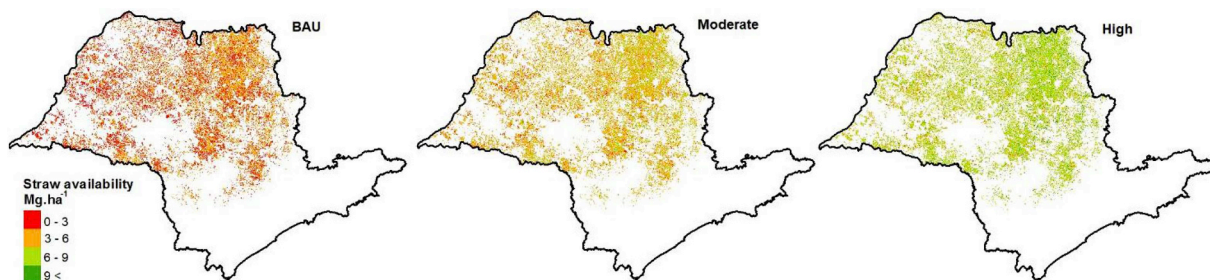 BAU
Moderate
High
Straw availability
Mg.ha⁻¹
0 - 3
3 - 6
6 - 9
9 <